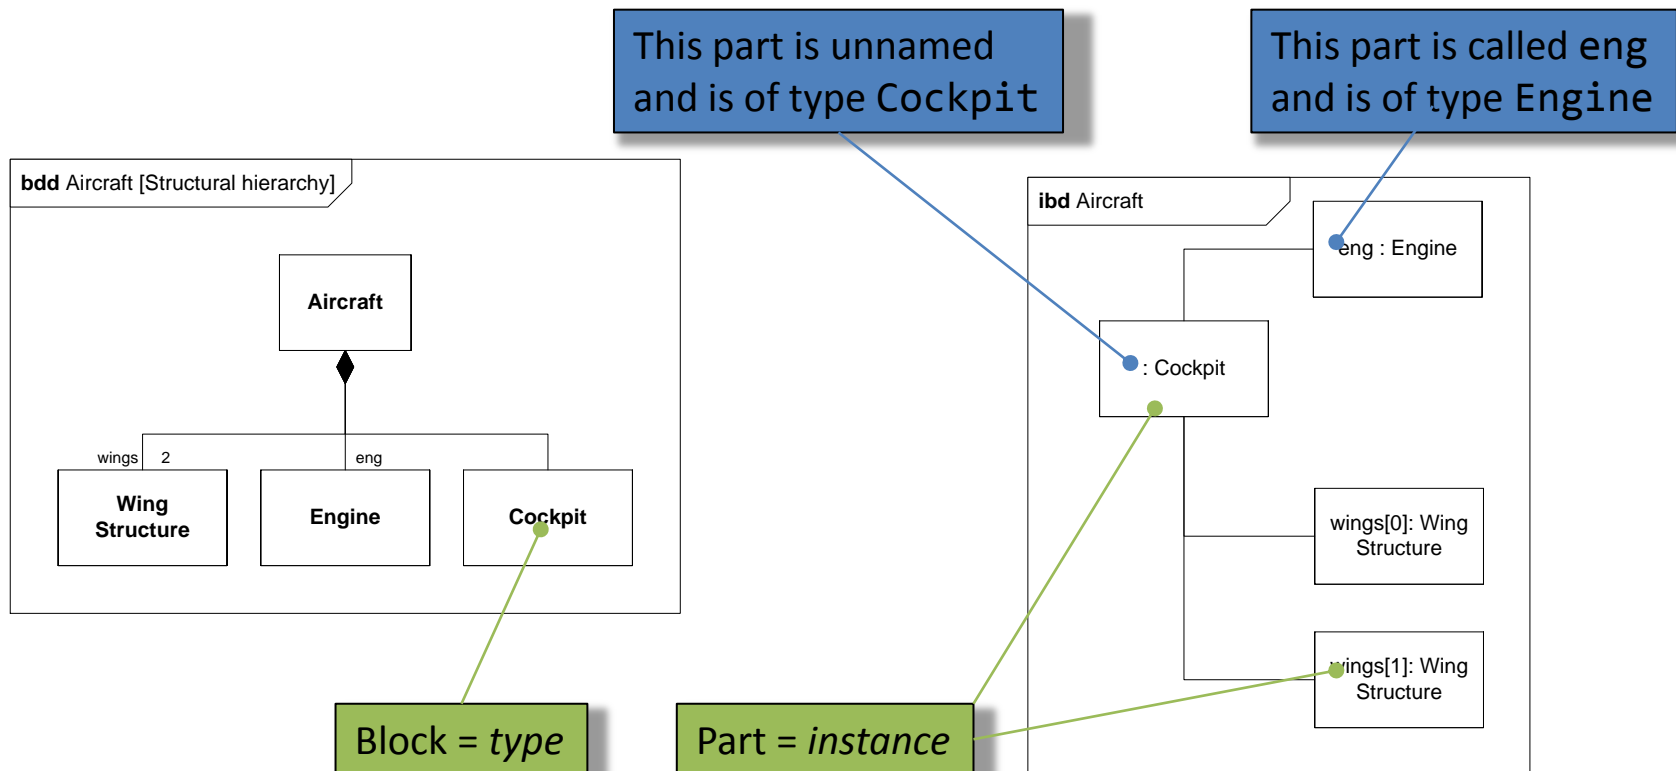 This part is unnamed
and is of type Cockpit
This part is called eng
and is of type Engine
bdd Aircraft [Structural hierarchy]
Aircraft
wings 2
eng
Wing
Structure
Engine
Cockpit
Block = type
Part = instance
ibd Aircraft
eng : Engine
: Cockpit
wings[0]: Wing
Structure
wings[1]: Wing
Structure